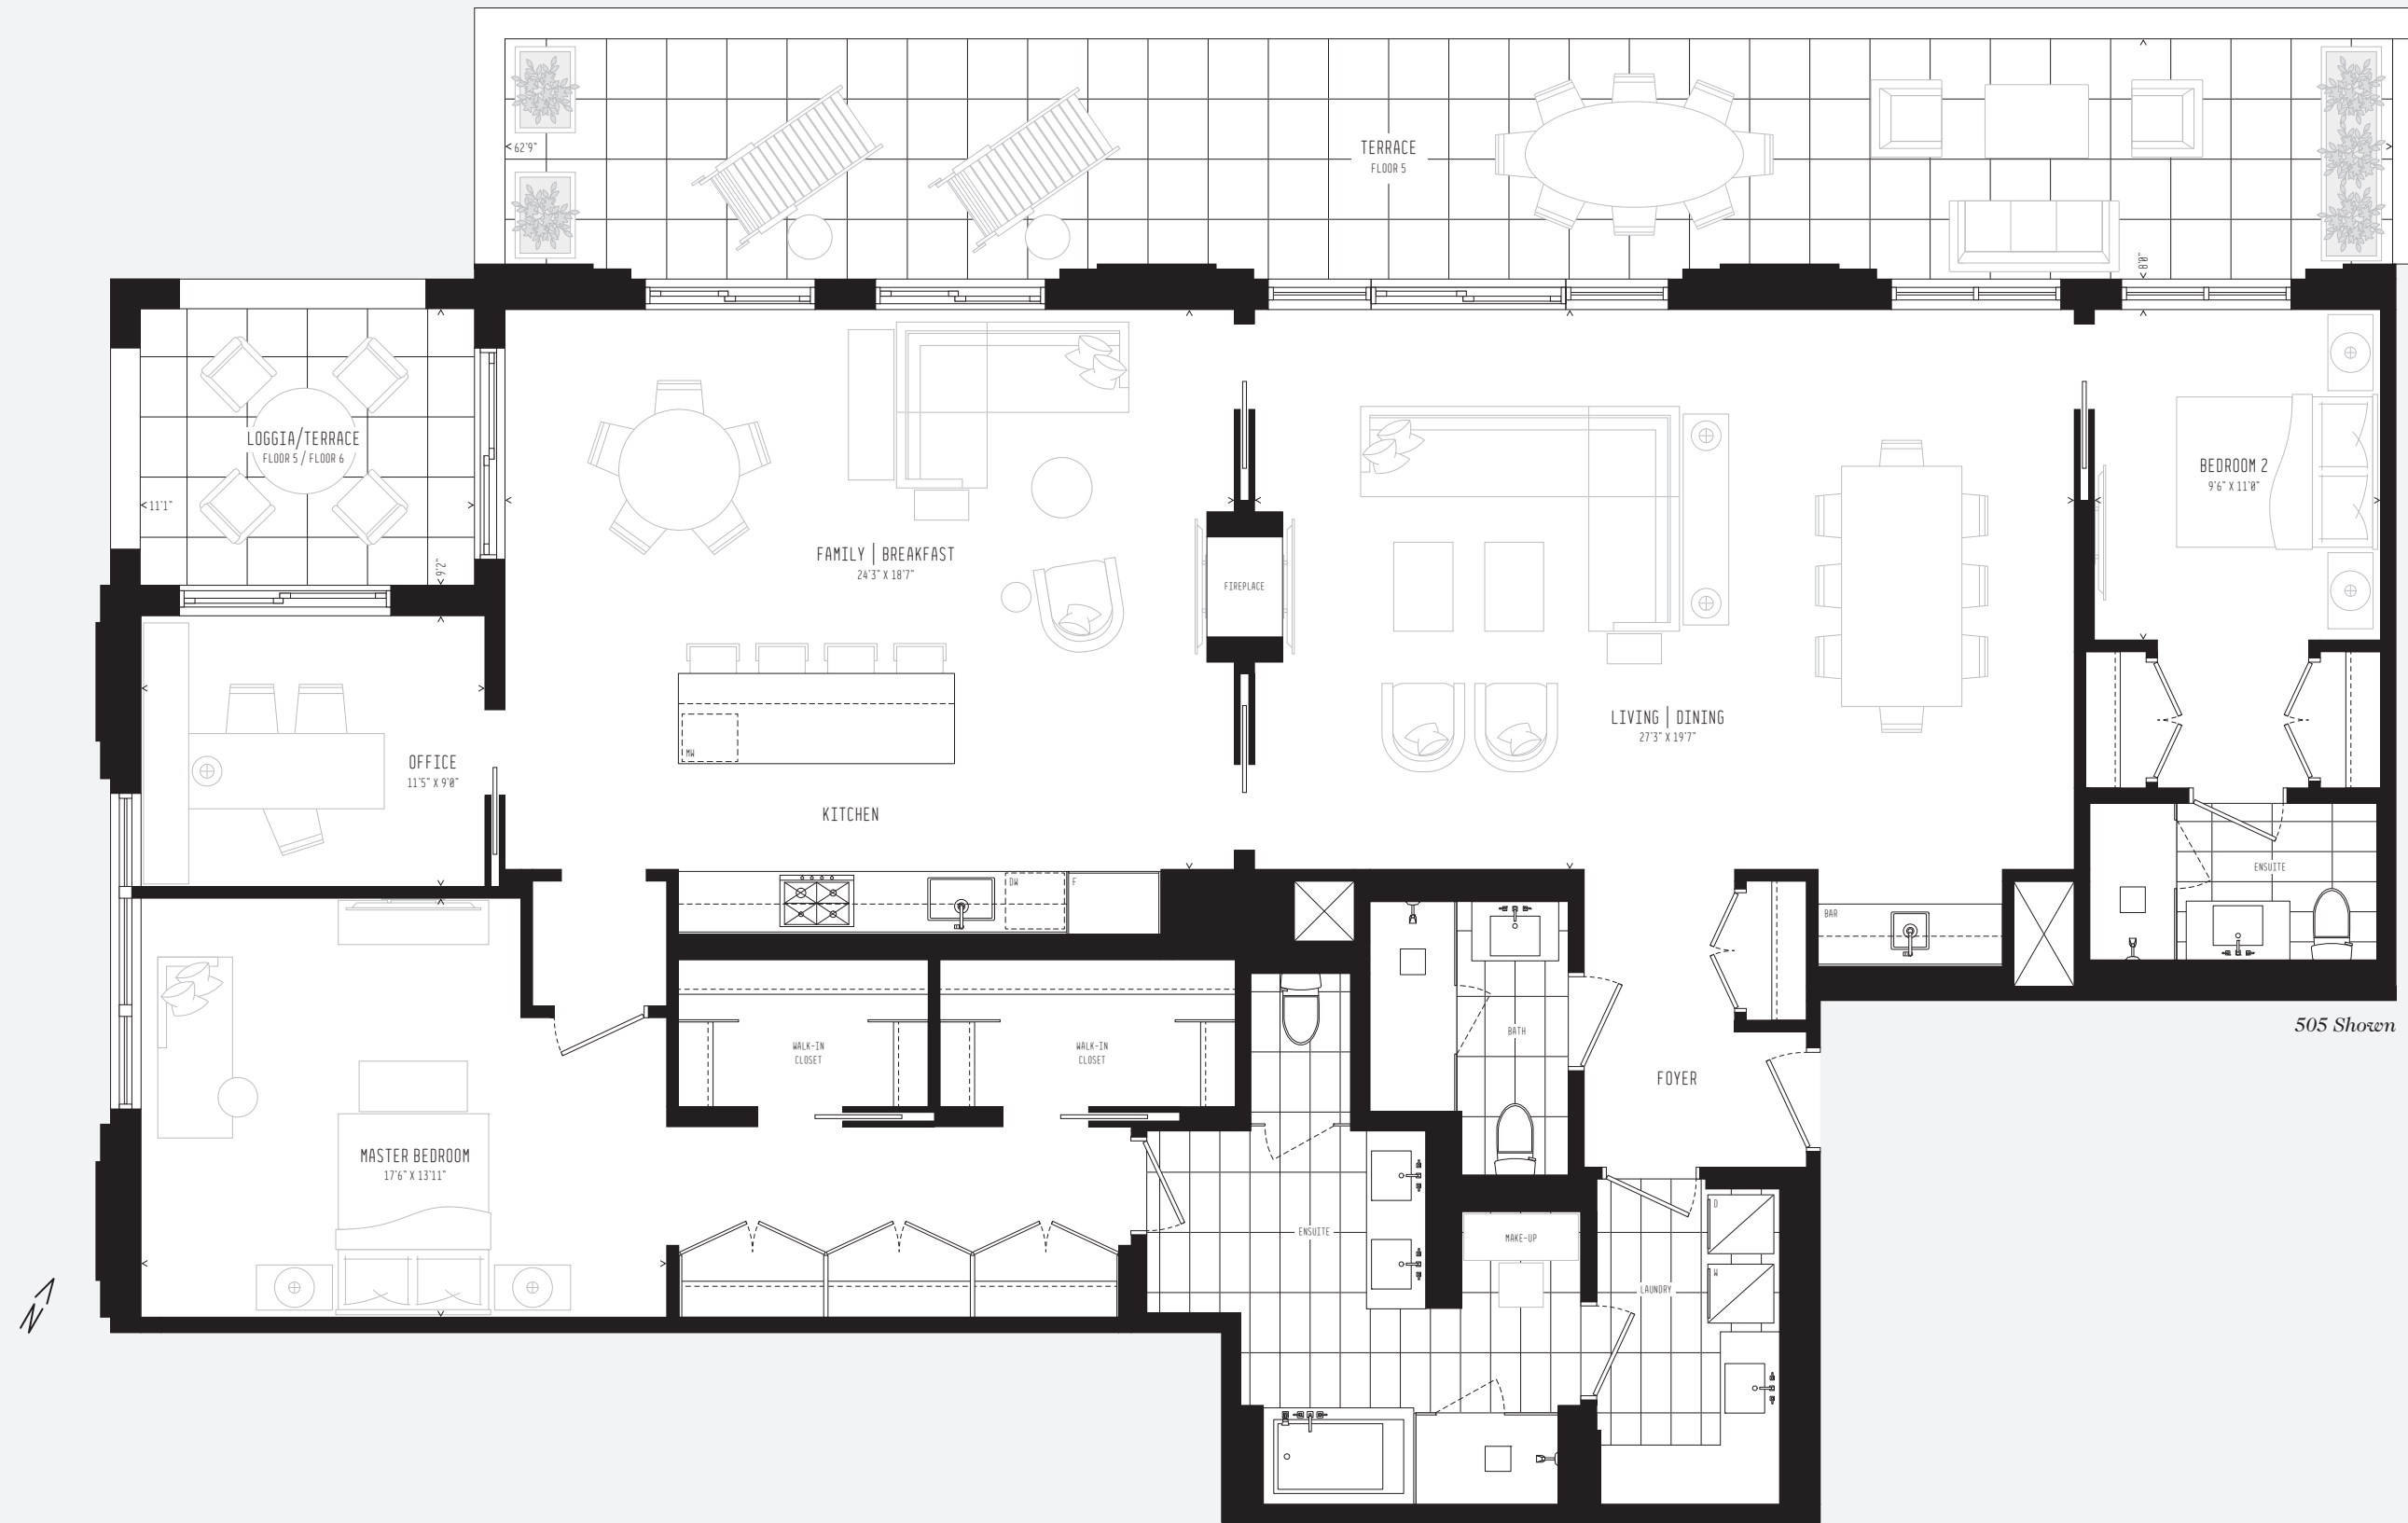 62'9"
TERRACE
FLOOR 5
8'0"
LOGGIA/TERRACE
FLOOR 5 / FLOOR 6
11'1"
9'2"
FAMILY | BREAKFAST
24'3" X 18'7"
FIREPLACE
BEDROOM 2
9'6" X 11'0"
LIVING | DINING
27'3" X 19'7"
OFFICE
11'5" X 9'0"
MW
KITCHEN
DW
F
BAR
ENSUITE
505 Shown
WALK-IN
CLOSET
WALK-IN
CLOSET
BATH
FOYER
MASTER BEDROOM
17'6" X 13'11"
ENSUITE
MAKE-UP
D
W
LAUNDRY
N